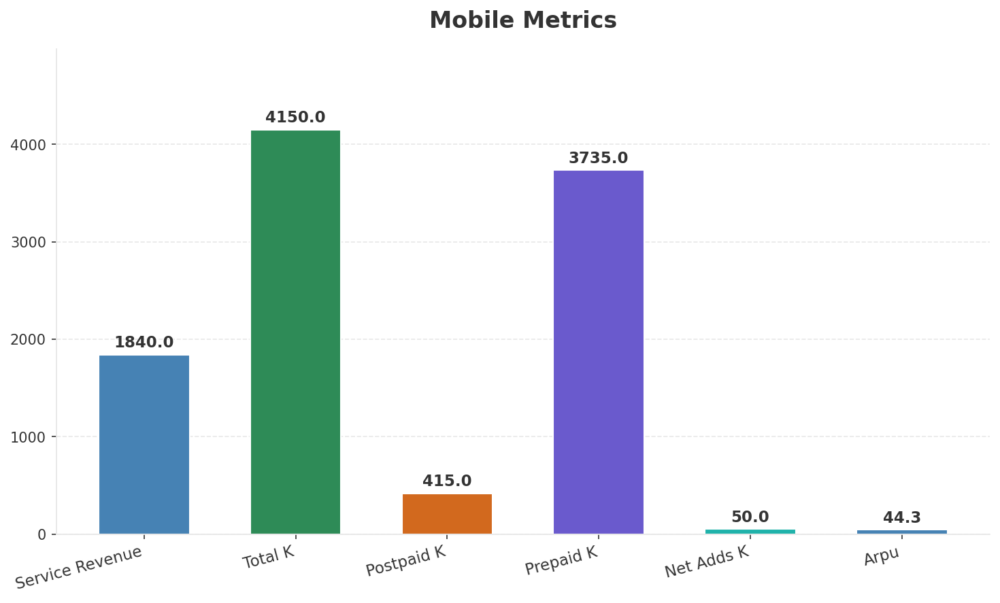 Mobile Metrics
4150.0
4000
3735.0
3000
2000
1840.0
1000
415.0
50.0
44.3
0
Service Revenue
Total K
Postpaid K
Prepaid K
Net Adds K
Arpu